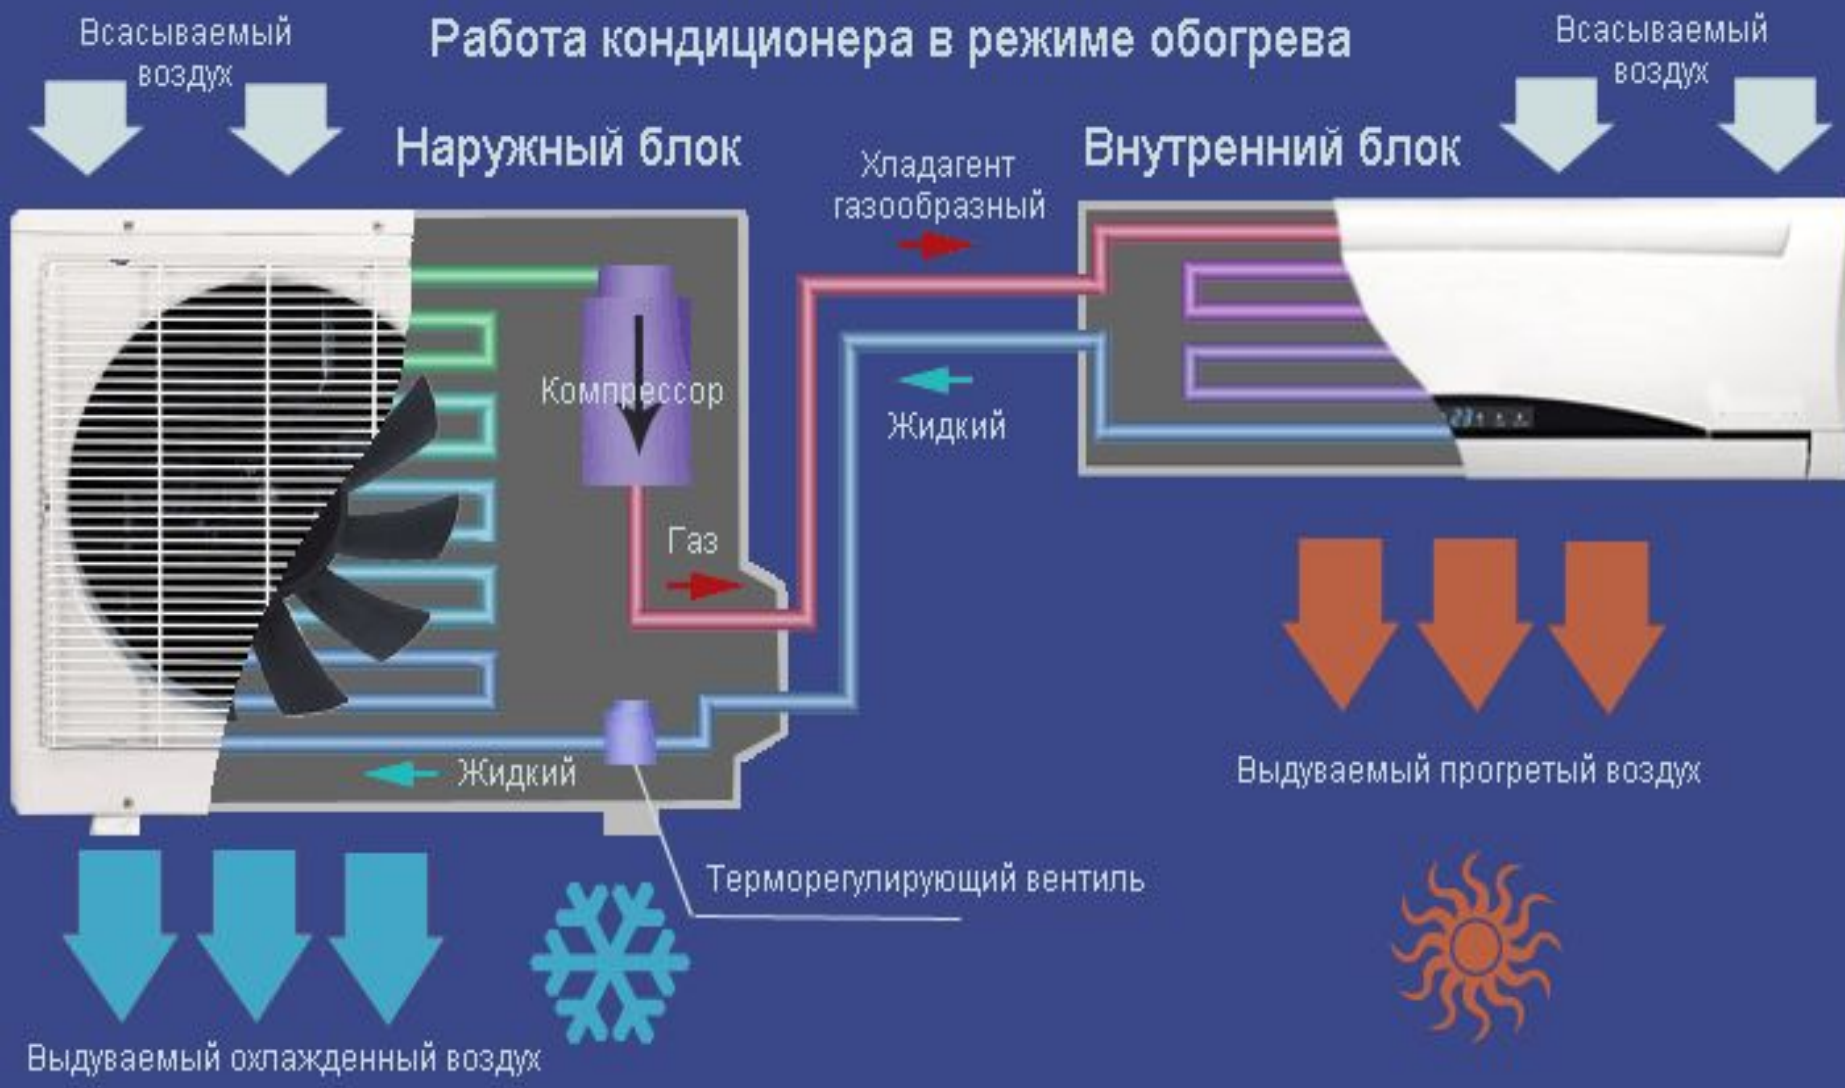 Всасываемый
воздух
Работа кондиционера в режиме обогрева
Всасываемый
воздух
Наружный блок
Хладагент
газообразный
Внутренний блок
Компрессор
Жидкий
Газ
Жидкий
Выдуваемый прогретый воздух
Терморегулирующий вентиль
Выдуваемый охлажденный воздух